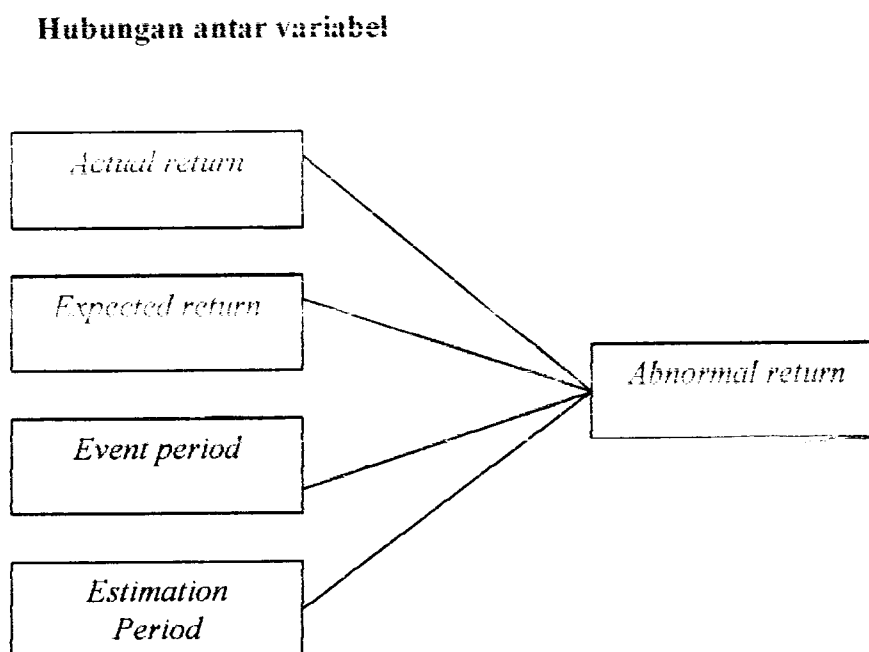 Hubungan antar variabel
Actual return
Expected return
Abnormal return
Event period
Estimation
Period